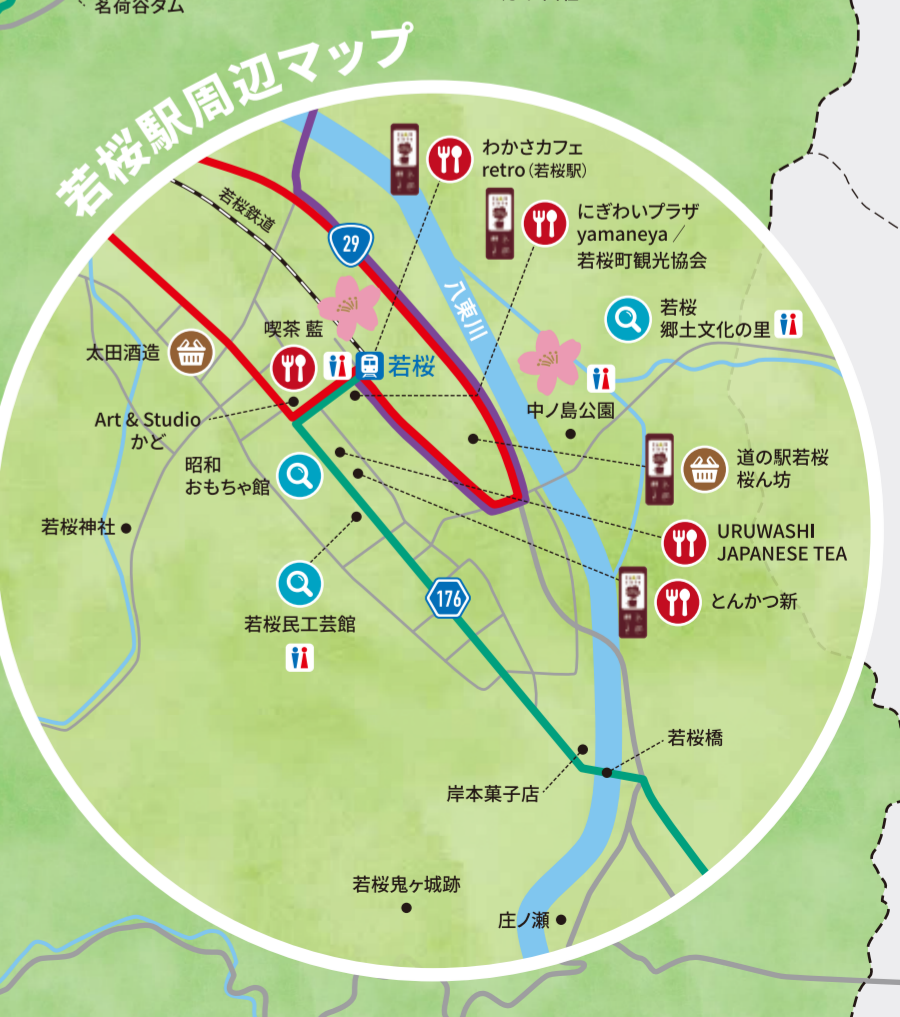 茗荷谷ダム
若桜駅周辺マップ
わかさカフェ
retro（若桜駅）
にぎわいプラザ
yamaneya／
若桜町観光協会
若桜鉄道
29
八東川
若桜
郷土文化の里
喫茶 藍
太田酒造
若桜
中ノ島公園
Art & Studio
かど
昭和
おもちゃ館
道の駅若桜
桜ん坊
若桜神社
URUWASHI
JAPANESE TEA
176
とんかつ新
若桜民工芸館
若桜橋
岸本菓子店
若桜鬼ヶ城跡
庄ノ瀬